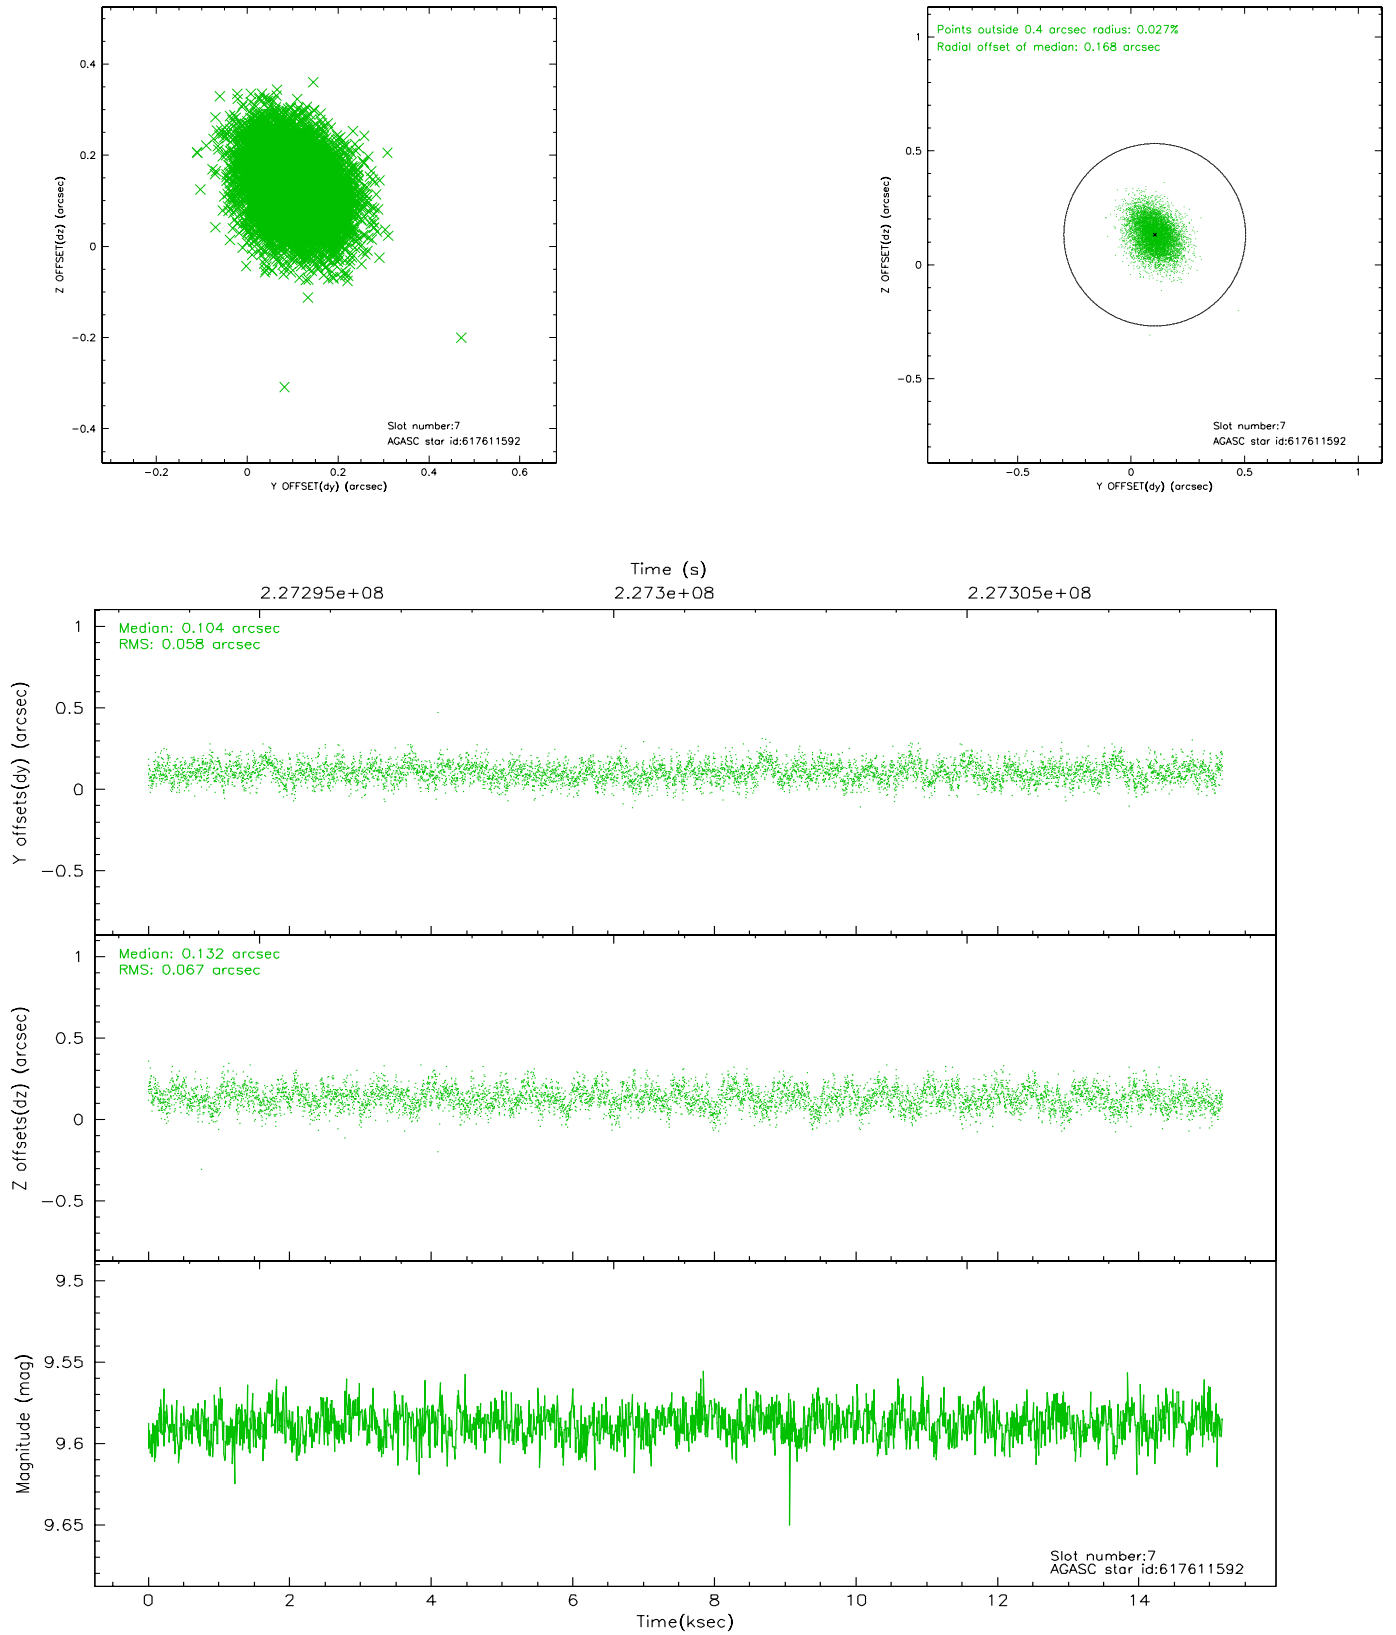 0.4
0.2
0
−0.2
−0.4
Z OFFSET(dz) (arcsec)
Slot number:7
AGASC star id:617611592
−0.2 0 0.2 0.4 0.6
Y OFFSET(dy) (arcsec)
Points outside 0.4 arcsec radius: 0.027%
Radial offset of median: 0.168 arcsec
1
0.5
0
−0.5
Z OFFSET(dz) (arcsec)
Slot number:7
AGASC star id:617611592
−0.5 0 0.5 1
Y OFFSET(dy) (arcsec)
Time (s)
2.27295e+08 2.273e+08 2.27305e+08
Median: 0.104 arcsec
RMS: 0.058 arcsec
1
0.5
0
−0.5
Y offsets(dy) (arcsec)
Median: 0.132 arcsec
RMS: 0.067 arcsec
1
0.5
0
−0.5
Z offsets(dz) (arcsec)
9.5
9.55
9.6
9.65
Magnitude (mag)
Slot number:7
AGASC star id:617611592
0 2 4 6 8 10 12 14
Time(ksec)